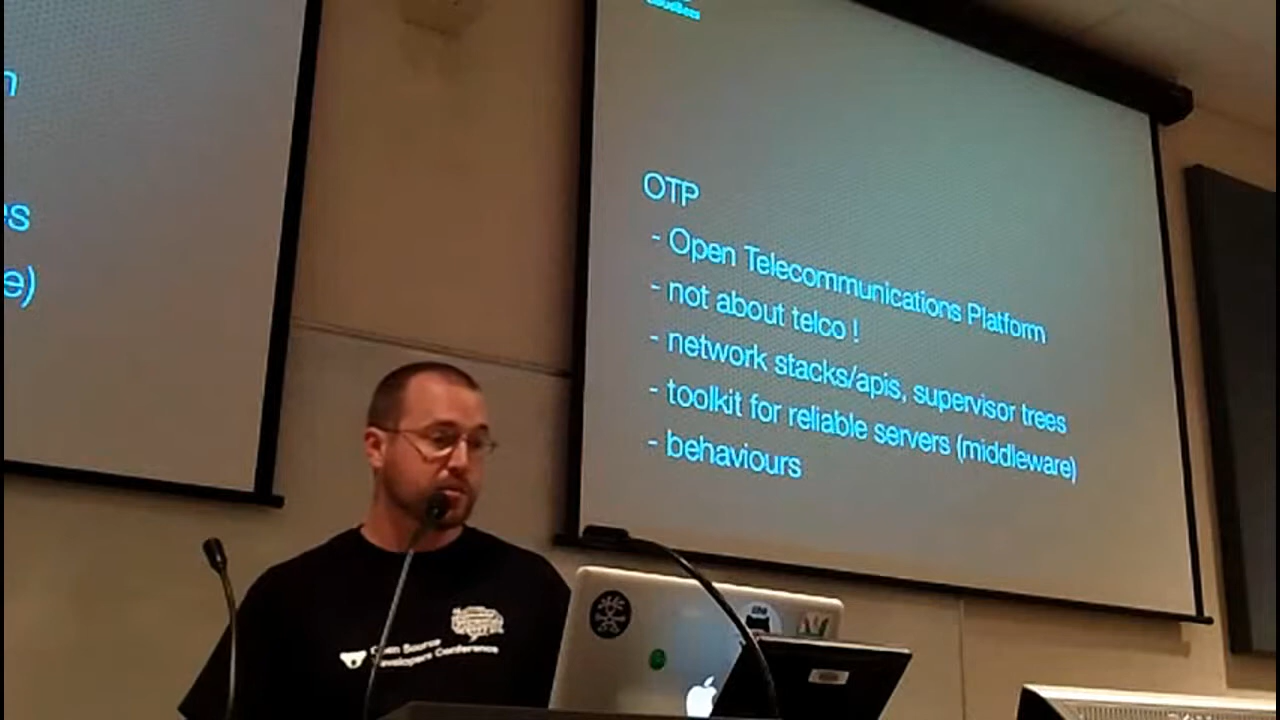 n
es
e)
CloudBees
OTP
- Open Telecommunications Platform
- not about telco !
- network stacks/apis, supervisor trees
- toolkit for reliable servers (middleware)
- behaviours
Open Source
Developers Conference